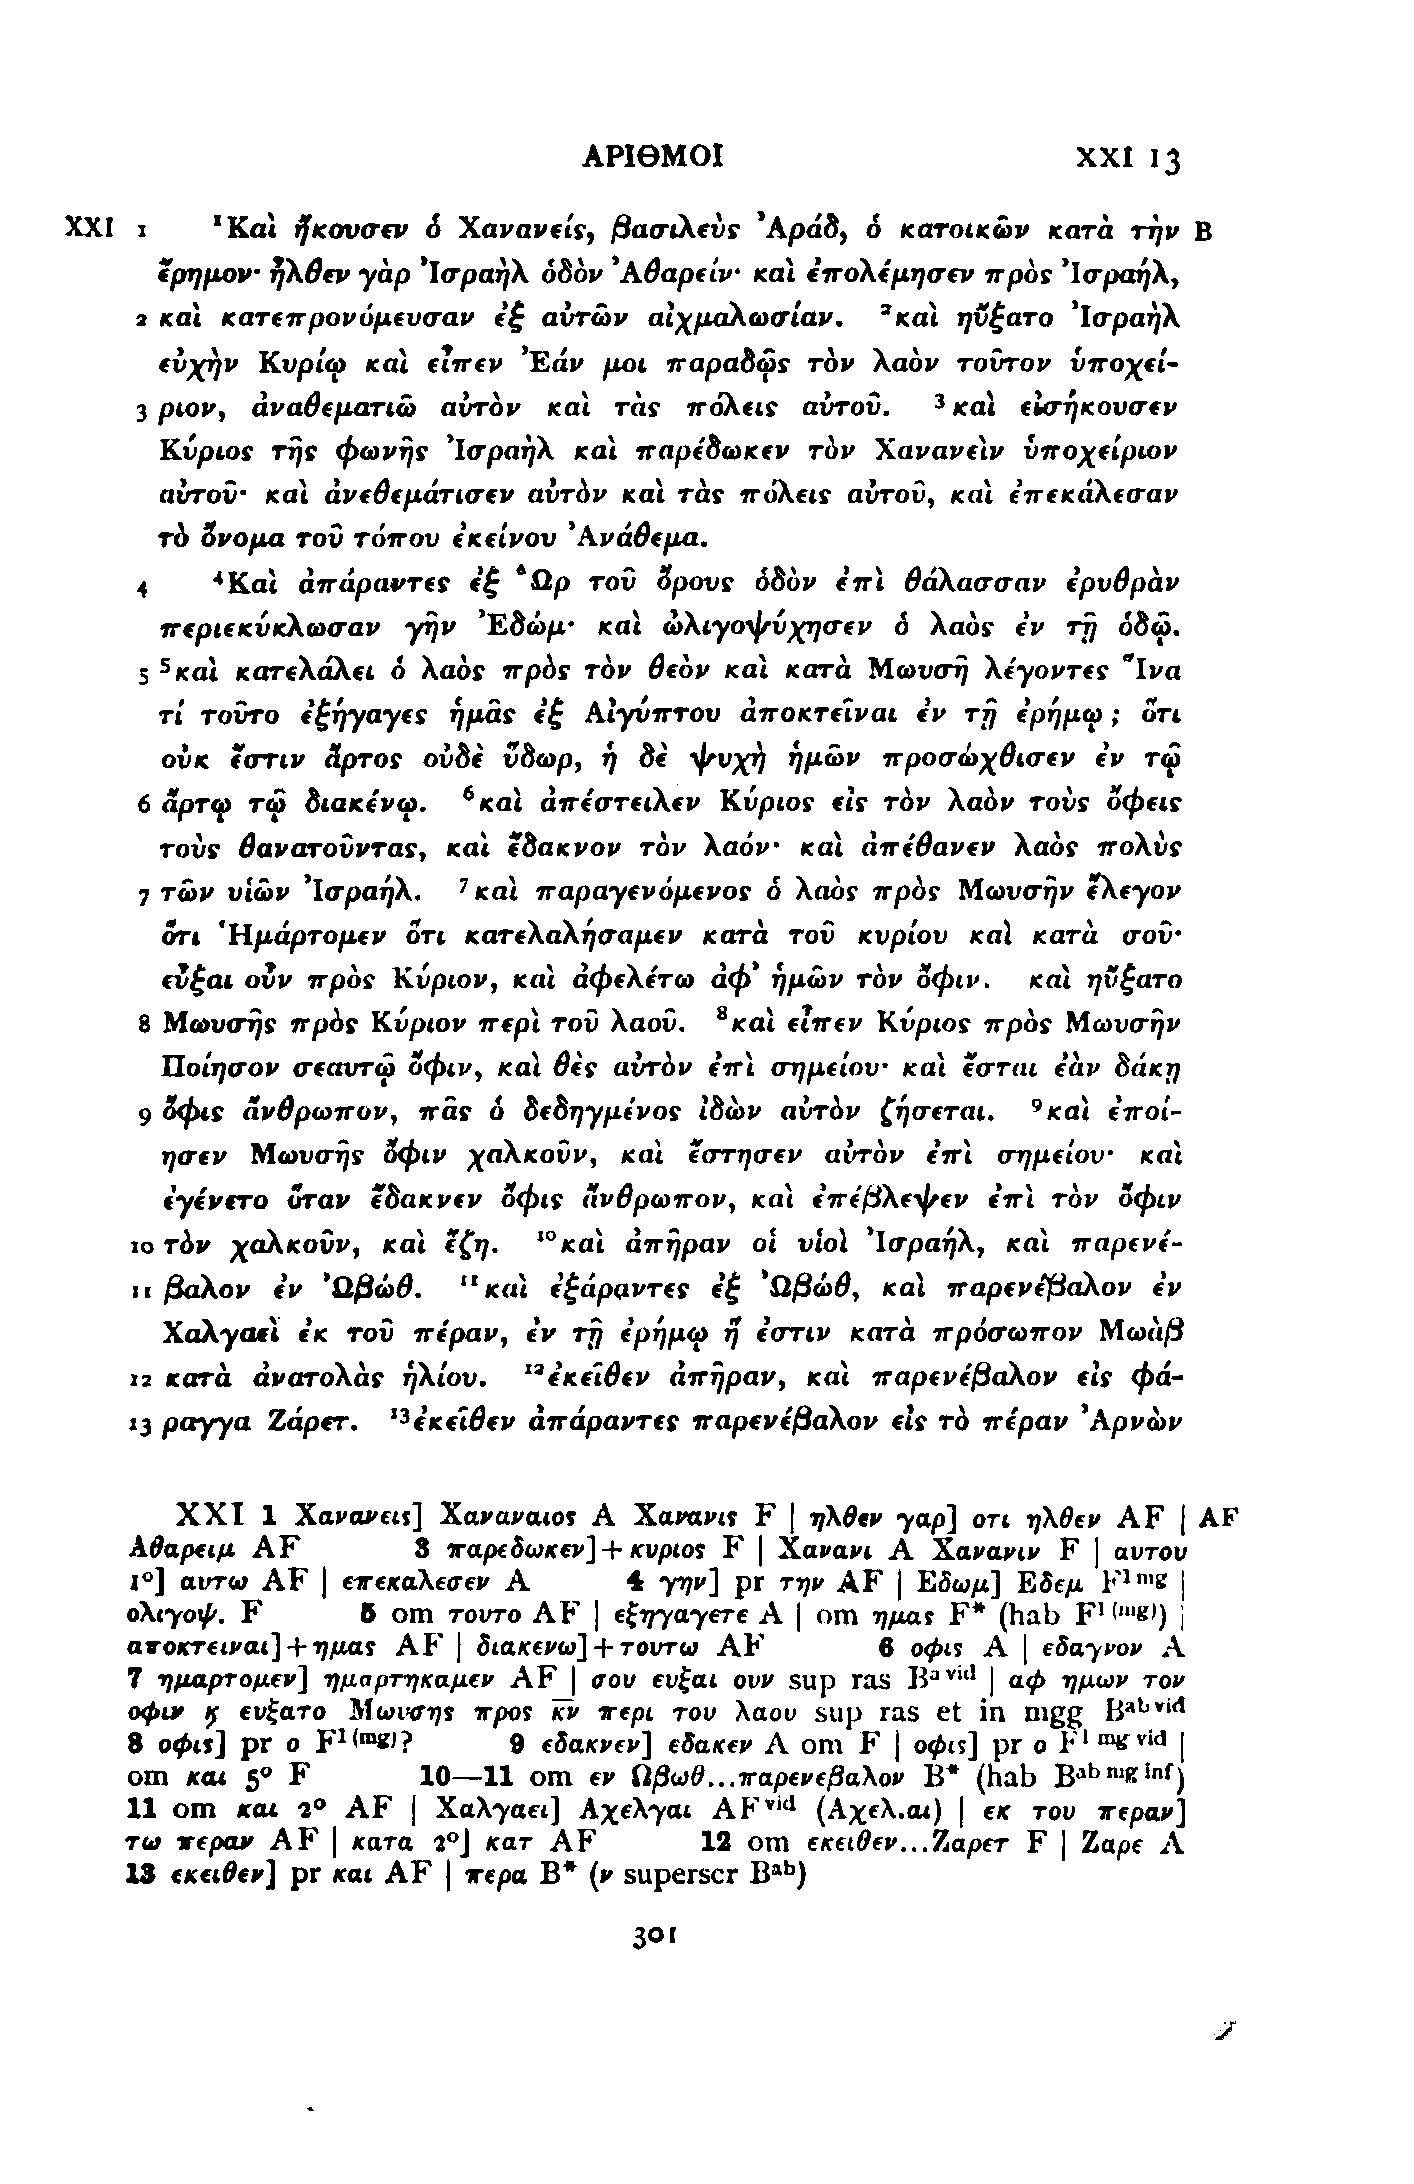 ΑΡΙΘΜΟΙ XXI 13
XXI 1 ¹Καὶ ἤκουσεν ὁ Χανανείς, βασιλεὺς Ἀράδ, ὁ κατοικῶν κατὰ τὴν B
ἔρημον· ἦλθεν γὰρ Ἰσραὴλ ὁδὸν Ἀθαρείν· καὶ ἐπολέμησεν πρὸς Ἰσραήλ,
2 καὶ κατεπρονόμευσαν ἐξ αὐτῶν αἰχμαλωσίαν. ²καὶ ηὔξατο Ἰσραὴλ
εὐχὴν Κυρίῳ καὶ εἶπεν Ἐάν μοι παραδῷς τὸν λαὸν τοῦτον ὑποχεί-
3 ριον, ἀναθεματιῶ αὐτὸν καὶ τὰς πόλεις αὐτοῦ. ³καὶ εἰσήκουσεν
Κύριος τῆς φωνῆς Ἰσραὴλ καὶ παρέδωκεν τὸν Χανανεὶν ὑποχείριον
αὐτοῦ· καὶ ἀνεθεμάτισεν αὐτὸν καὶ τὰς πόλεις αὐτοῦ, καὶ ἐπεκάλεσαν
τὸ ὄνομα τοῦ τόπου ἐκείνου Ἀνάθεμα.
4 ⁴Καὶ ἀπάραντες ἐξ Ὣρ τοῦ ὄρους ὁδὸν ἐπὶ θάλασσαν ἐρυθρὰν
περιεκύκλωσαν γῆν Ἐδώμ· καὶ ὠλιγοψύχησεν ὁ λαὸς ἐν τῇ ὁδῷ.
5 ⁵καὶ κατελάλει ὁ λαὸς πρὸς τὸν θεὸν καὶ κατὰ Μωυσῆ λέγοντες Ἵνα
τί τοῦτο ἐξήγαγες ἡμᾶς ἐξ Αἰγύπτου ἀποκτεῖναι ἐν τῇ ἐρήμῳ; ὅτι
οὐκ ἔστιν ἄρτος οὐδὲ ὕδωρ, ἡ δὲ ψυχὴ ἡμῶν προσώχθισεν ἐν τῷ
6 ἄρτῳ τῷ διακένῳ. ⁶καὶ ἀπέστειλεν Κύριος εἰς τὸν λαὸν τοὺς ὄφεις
τοὺς θανατοῦντας, καὶ ἔδακνον τὸν λαόν· καὶ ἀπέθανεν λαὸς πολὺς
7 τῶν υἱῶν Ἰσραήλ. ⁷καὶ παραγενόμενος ὁ λαὸς πρὸς Μωυσῆν ἔλεγον
ὅτι Ἡμάρτομεν ὅτι κατελαλήσαμεν κατὰ τοῦ κυρίου καὶ κατὰ σοῦ·
εὖξαι οὖν πρὸς Κύριον, καὶ ἀφελέτω ἀφ᾽ ἡμῶν τὸν ὄφιν. καὶ ηὔξατο
8 Μωυσῆς πρὸς Κύριον περὶ τοῦ λαοῦ. ⁸καὶ εἶπεν Κύριος πρὸς Μωυσῆν
Ποίησον σεαυτῷ ὄφιν, καὶ θὲς αὐτὸν ἐπὶ σημείου· καὶ ἔσται ἐὰν δάκῃ
9 ὄφις ἄνθρωπον, πᾶς ὁ δεδηγμένος ἰδὼν αὐτὸν ζήσεται. ⁹καὶ ἐποί-
ησεν Μωυσῆς ὄφιν χαλκοῦν, καὶ ἔστησεν αὐτὸν ἐπὶ σημείου· καὶ
ἐγένετο ὅταν ἔδακνεν ὄφις ἄνθρωπον, καὶ ἐπέβλεψεν ἐπὶ τὸν ὄφιν
10 τὸν χαλκοῦν, καὶ ἔζη. ¹⁰καὶ ἀπῆραν οἱ υἱοὶ Ἰσραήλ, καὶ παρενέ-
11 βαλον ἐν Ὠβώθ. ¹¹καὶ ἐξάραντες ἐξ Ὠβώθ, καὶ παρενέβαλον ἐν
Χαλγαεὶ ἐκ τοῦ πέραν, ἐν τῇ ἐρήμῳ ἥ ἐστιν κατὰ πρόσωπον Μωὰβ
12 κατὰ ἀνατολὰς ἡλίου. ¹²ἐκεῖθεν ἀπῆραν, καὶ παρενέβαλον εἰς φά-
13 ραγγα Ζάρετ. ¹³ἐκεῖθεν ἀπάραντες παρενέβαλον εἰς τὸ πέραν Ἀρνὼν
XXI 1 Χανανεις] Χαναναιος A Χανανις F | ηλθεν γαρ] οτι ηλθεν AF | AF
Αθαρειμ AF 3 παρεδωκεν]+κυριος F | Χανανι A Χανανιν F | αυτου
1º] αυτω AF | επεκαλεσεν A 4 γην] pr την AF | Εδωμ] Εδεμ F¹ᵐᵍ |
ολιγοψ. F 5 om τουτο AF | εξηγαγετε A | om ημας F* (hab F¹⁽ᵐᵍ⁾) |
αποκτειναι]+ημας AF | διακενω]+τουτω AF 6 οφις A | εδαγνον A
7 ημαρτομεν] ημαρτηκαμεν AF | σου ευξαι ουν sup ras Bᵃ ᵛⁱᵈ | αφ ημων τον
οφιν ϗ ευξατο Μωυσης προς κ̅ν̅ περι του λαου sup ras et in mgg Bᵃᵇ ᵛⁱᵈ
8 οφις] pr ο F¹⁽ᵐᵍ⁾? 9 εδακνεν] εδακεν A om F | οφις] pr ο F¹ ᵐᵍ ᵛⁱᵈ |
om και 5º F 10—11 om εν Ωβωθ...παρενεβαλον B* (hab Bᵃᵇ ᵐᵍ ⁱⁿᶠ)
11 om και 2º AF | Χαλγαει] Αχελγαι AFᵛⁱᵈ (Αχελ.αι) | εκ του περαν]
τω περαν AF | κατα 2º] κατ AF 12 om εκειθεν...Ζαρετ F | Ζαρε A
13 εκειθεν] pr και AF | περα B* (ν superscr Bᵃᵇ)
301